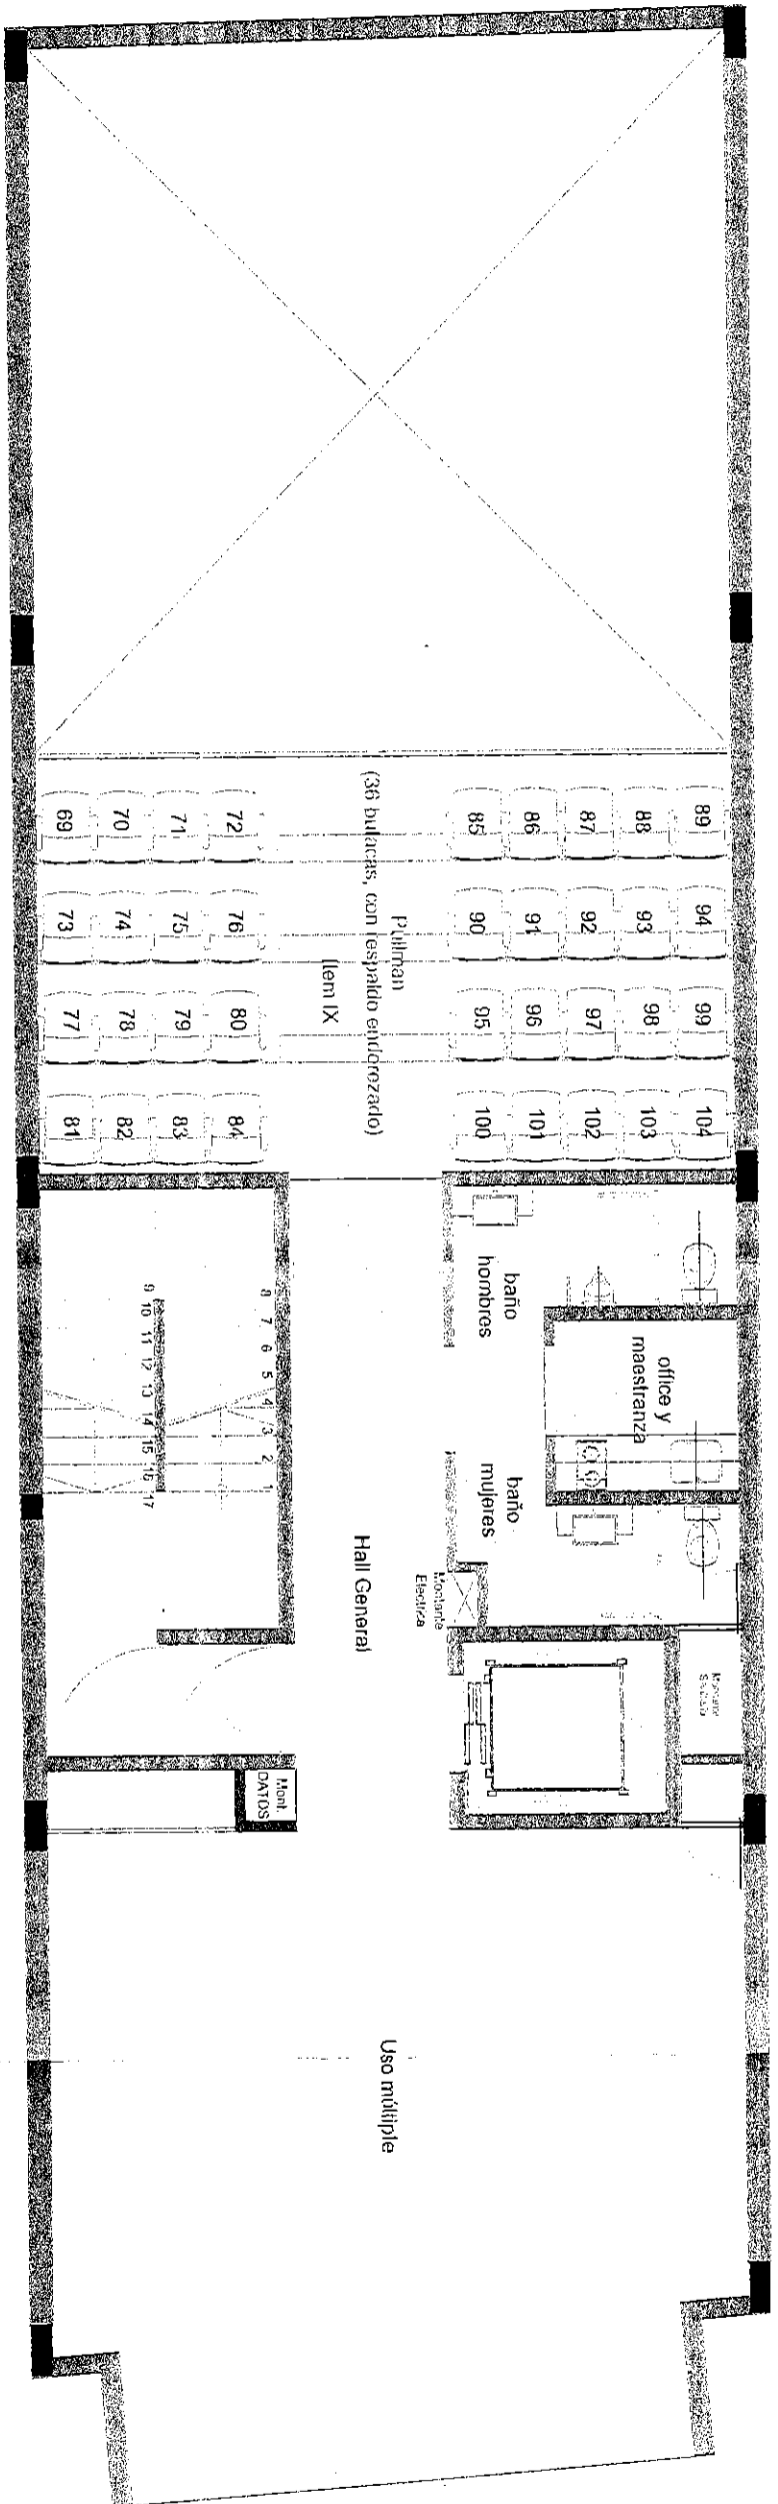 89 94 99 104
88 93 98 103
87 92 97 102
86 91 96 101
85 90 95 100
Pullman
(36 butacas, con respaldo enderezado)
Item IX
72 76 80 84
71 75 79 83
70 74 78 82
69 73 77 81
office y
maestranza
baño
hombres
baño
mujeres
Montante
Electrica
Hall General
8 7 6 5 4 3 2 1
9 10 11 12 13 14 15 16 17
Mont.
DATOS
Uso múltiple